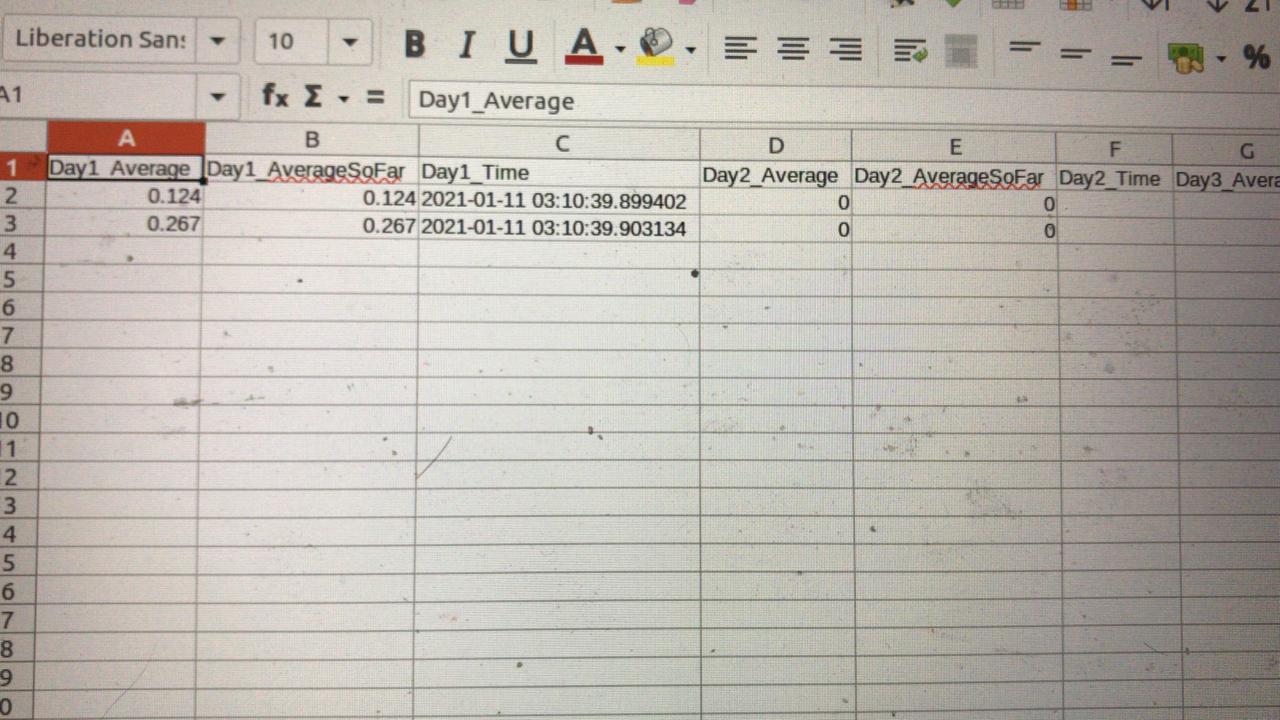 Liberation Sans 10 B I U A %
A1 fx Σ = Day1_Average
A B C D E F G
1 Day1_Average Day1_AverageSoFar Day1_Time Day2_Average Day2_AverageSoFar Day2_Time Day3_Avera
2 0.124 0.124 2021-01-11 03:10:39.899402 0 0
3 0.267 0.267 2021-01-11 03:10:39.903134 0 0
4
5
6
7
8
9
10
11
2
3
4
5
6
7
8
9
0